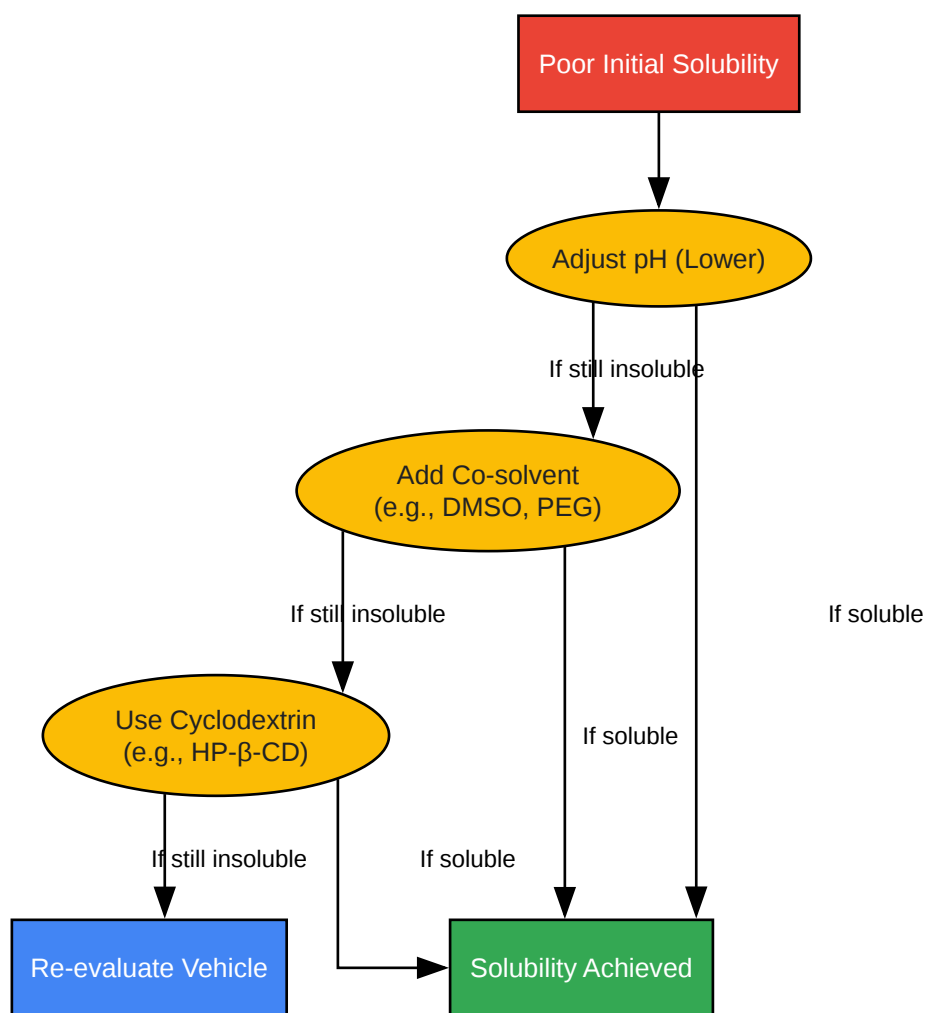 Poor Initial Solubility
Adjust pH (Lower)
If still insoluble
Add Co-solvent
(e.g., DMSO, PEG)
If still insoluble
If soluble
Use Cyclodextrin
(e.g., HP-β-CD)
If soluble
If still insoluble
If soluble
Re-evaluate Vehicle
Solubility Achieved